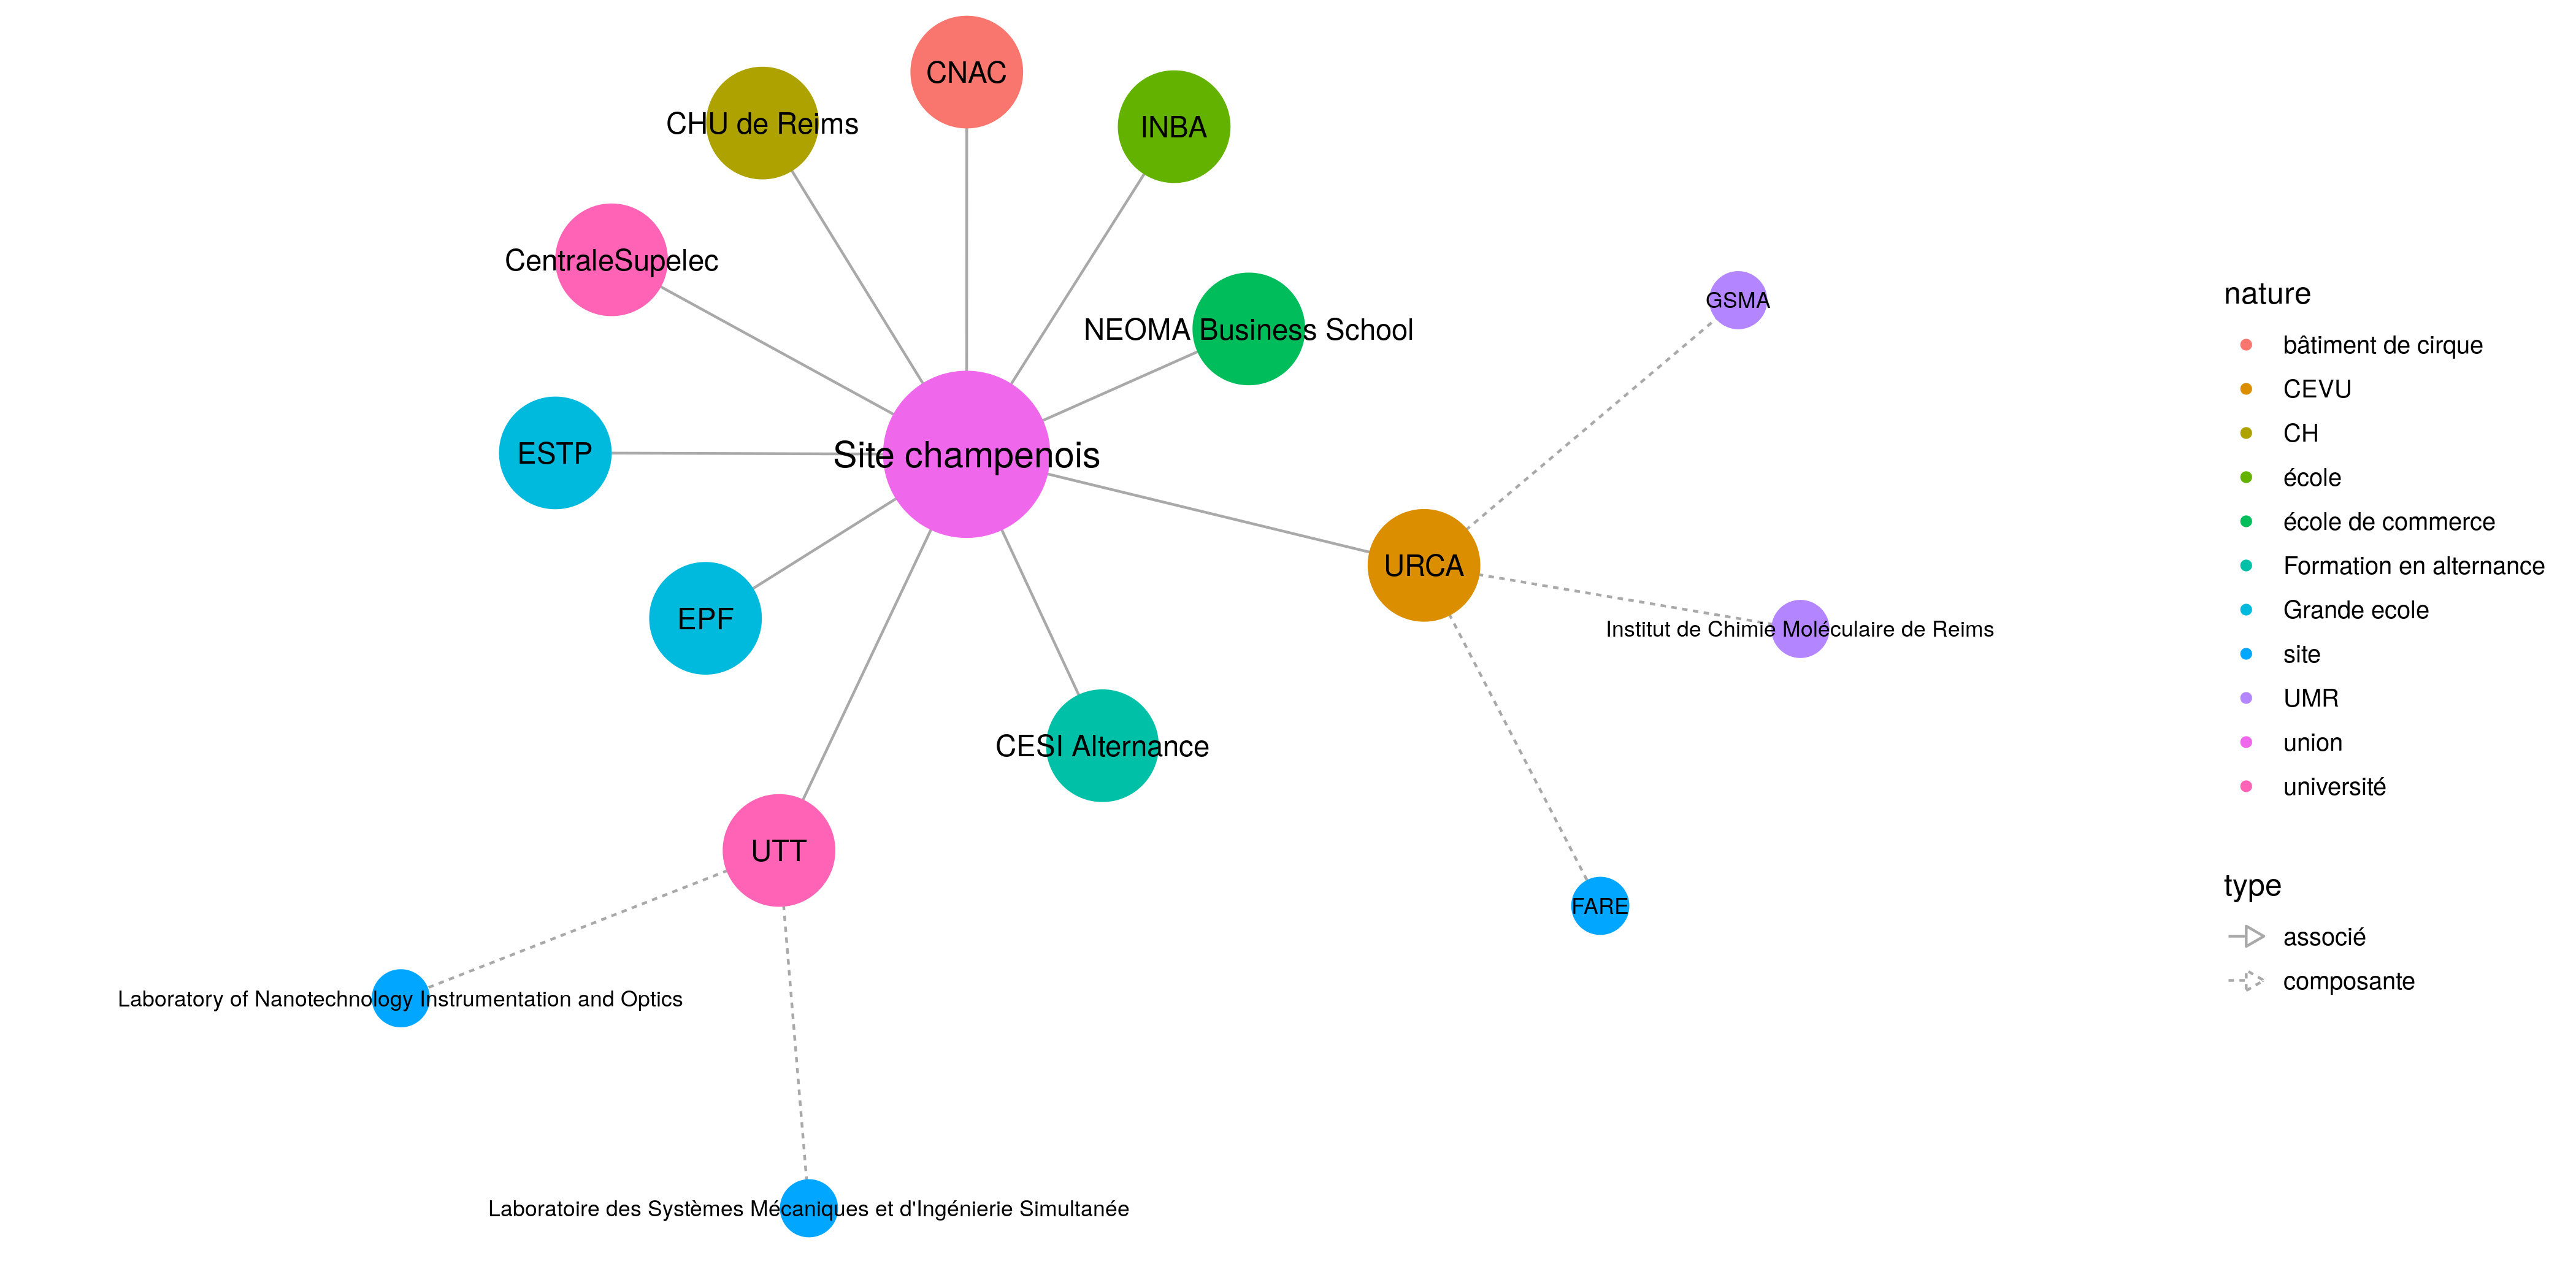 CNAC
CHU de Reims
INBA
CentraleSupelec
NEOMA Business School
GSMA
Site champenois
ESTP
URCA
EPF
Institut de Chimie Moléculaire de Reims
CESI Alternance
UTT
FARE
Laboratory of Nanotechnology Instrumentation and Optics
Laboratoire des Systèmes Mécaniques et d'Ingénierie Simultanée
nature
bâtiment de cirque
CEVU
CH
école
école de commerce
Formation en alternance
Grande ecole
site
UMR
union
université
type
associé
composante